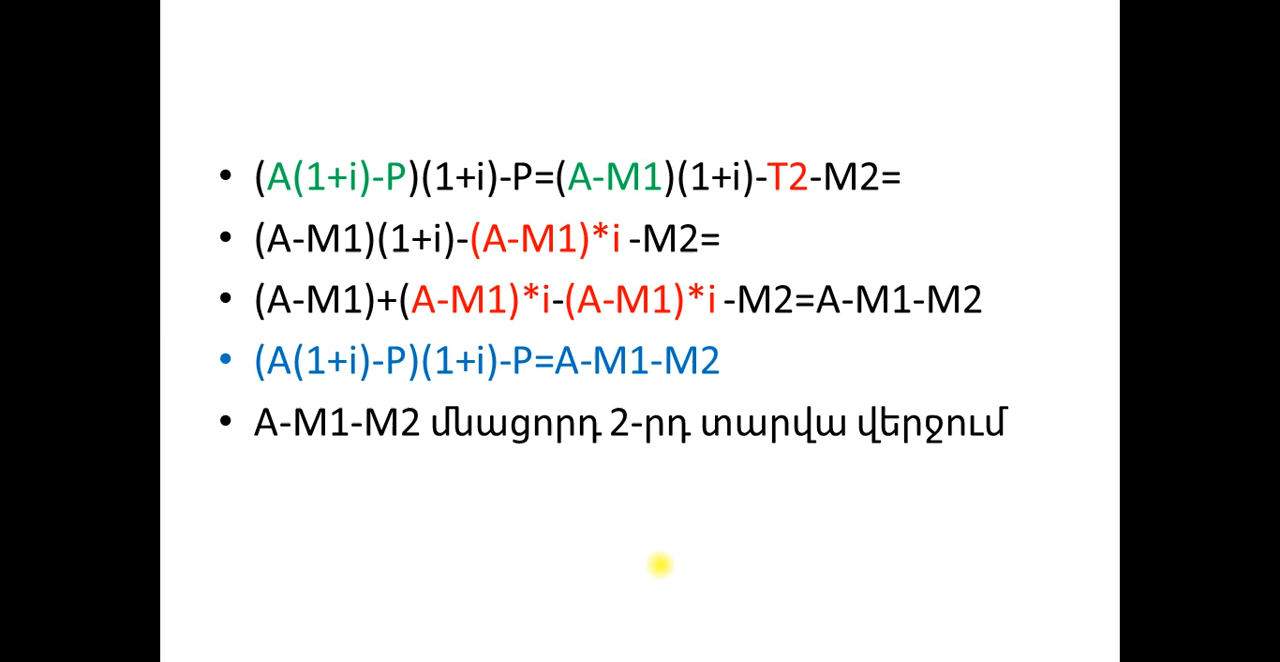 • (A(1+i)-P)(1+i)-P=(A-M1)(1+i)-T2-M2=
• (A-M1)(1+i)-(A-M1)*i -M2=
• (A-M1)+(A-M1)*i-(A-M1)*i -M2=A-M1-M2
• (A(1+i)-P)(1+i)-P=A-M1-M2
• A-M1-M2 մնացորդ 2-րդ տարվա վերջում